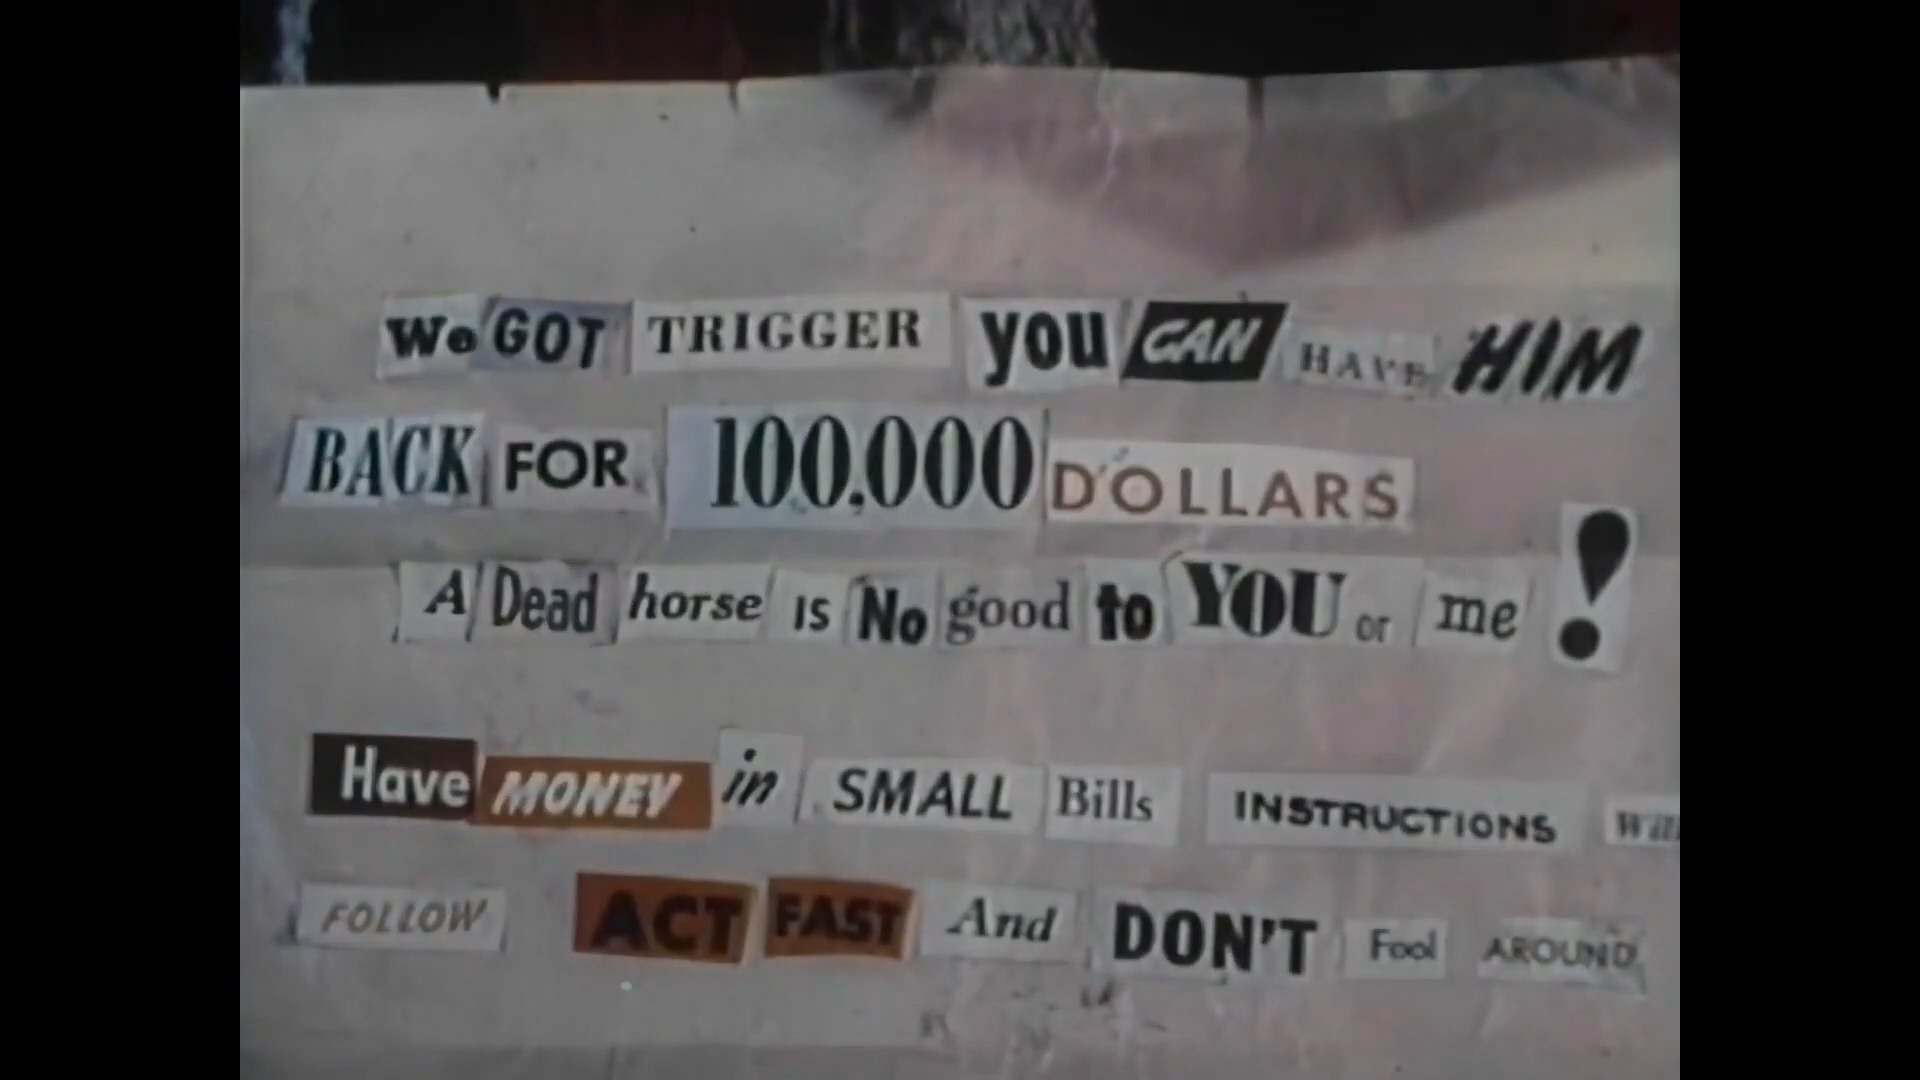 We GOT TRIGGER you CAN HAVE HIM
BACK FOR 100,000 DOLLARS
A Dead horse is No good to YOU or me!
Have MONEY in SMALL Bills INSTRUCTIONS Will
FOLLOW ACT FAST And DON'T Fool AROUND